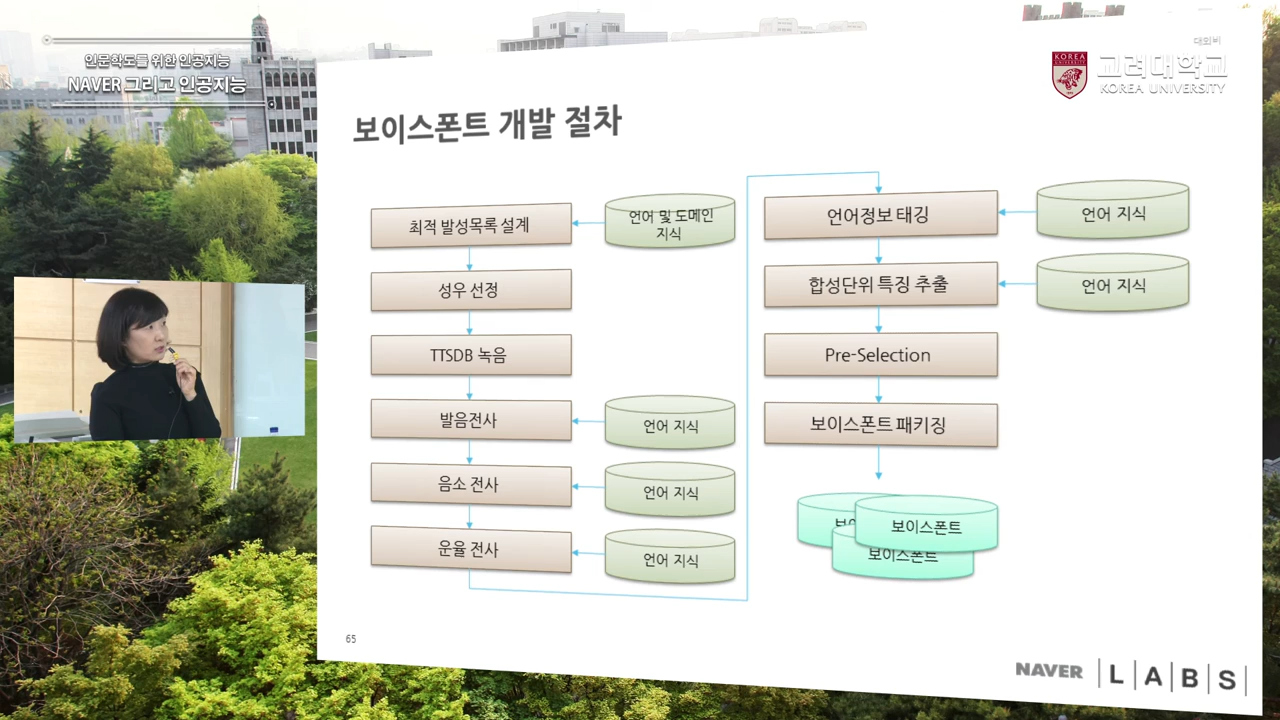 인문학도를 위한 인공지능
NAVER 그리고 인공지능
대외비
KOREA
고려대학교
KOREA UNIVERSITY
보이스폰트 개발 절차
최적 발성목록 설계
언어 및 도메인
지식
성우 선정
TTSDB 녹음
발음전사
언어 지식
음소 전사
언어 지식
운율 전사
언어 지식
언어정보 태깅
언어 지식
합성단위 특징 추출
언어 지식
Pre-Selection
보이스폰트 패키징
보이스폰트
보이스폰트
65
NAVER | L | A | B | S |